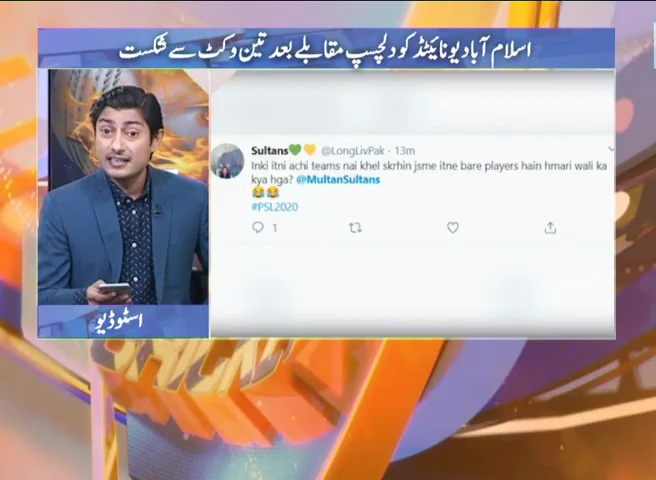 اسلام آباد یونائیٹڈ کو دلچسپ مقابلے بعد تین وکٹ سے شکست
Sultans💚💛 @LongLivPak · 13m
Inki itni achi teams nai khel skrhin jsme itne bare players hain hmari wali ka
kya hga? @MultanSultans
😂😂
#PSL2020
1
اسٹوڈیو